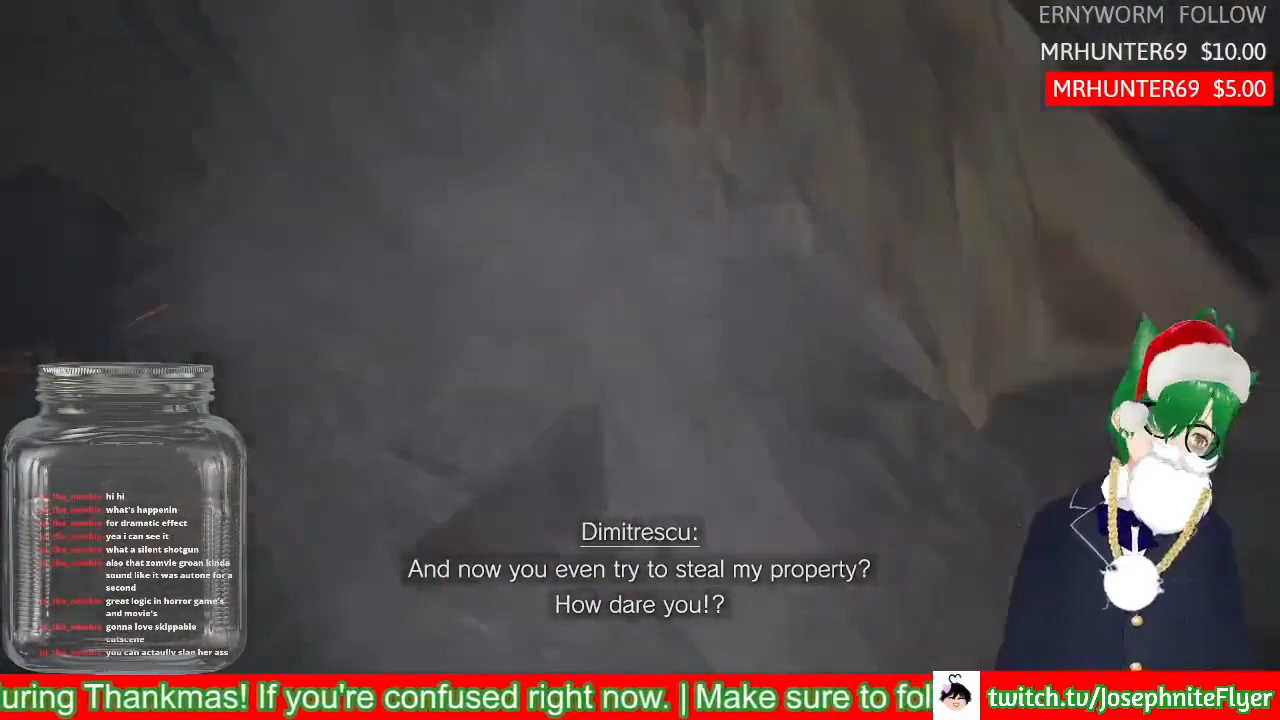 ERNYWORM FOLLOW
MRHUNTER69 $10.00
MRHUNTER69 $5.00
hi hi
what's happenin
for dramatic effect
yea i can see it
what a silent shotgun
also that zomvie groan kinda
sound like it was autone for a
second
great logic in horror game's
and movie's
gonna love skippable
cutscene
you can actaully slap her ass
Dimitrescu:
And now you even try to steal my property?
How dare you!?
during Thankmas! If you're confused right now. | Make sure to fol
twitch.tv/JosephniteFlyer